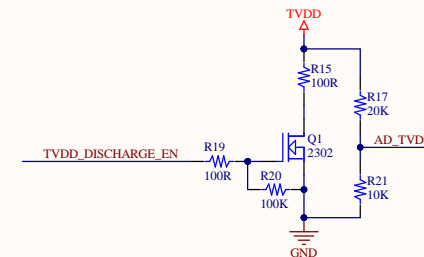 TVDD
R15
100R
R17
20K
Q1
2302
AD_TVD
R19
TVDD_DISCHARGE_EN
100R
R20
100K
R21
10K
GND